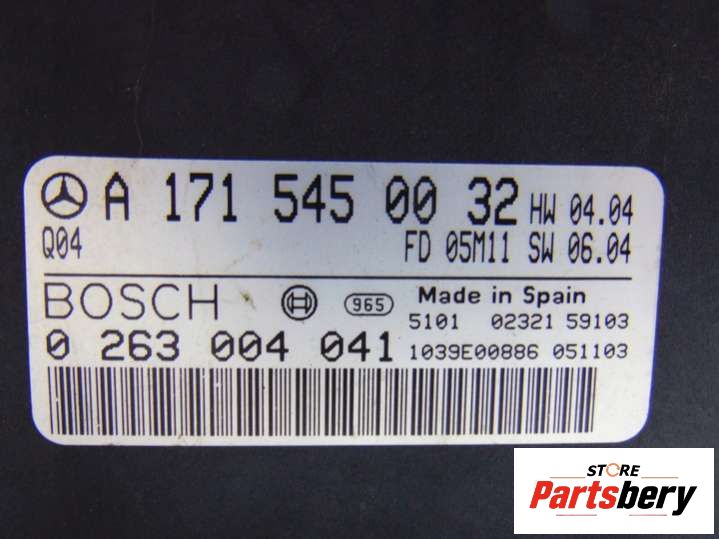 A 171 545 00 32 HW 04.04
Q04 FD 05M11 SW 06.04
BOSCH 965 Made in Spain
5101 02321 59103
0 263 004 041 1039E00886 051103
STORE
Partsbery